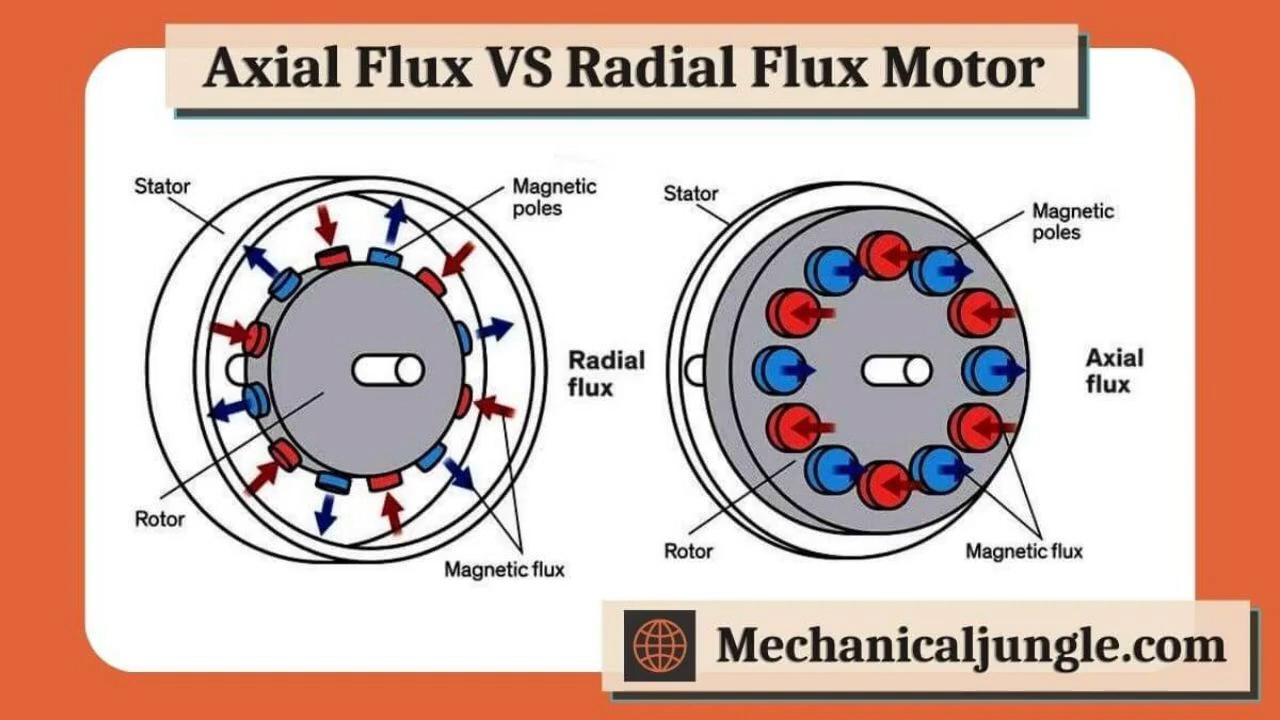 Axial Flux VS Radial Flux Motor
Stator
Magnetic
poles
Radial
flux
Rotor
Magnetic flux
Stator
Magnetic
poles
Axial
flux
Rotor
Magnetic flux
Mechanicaljungle.com